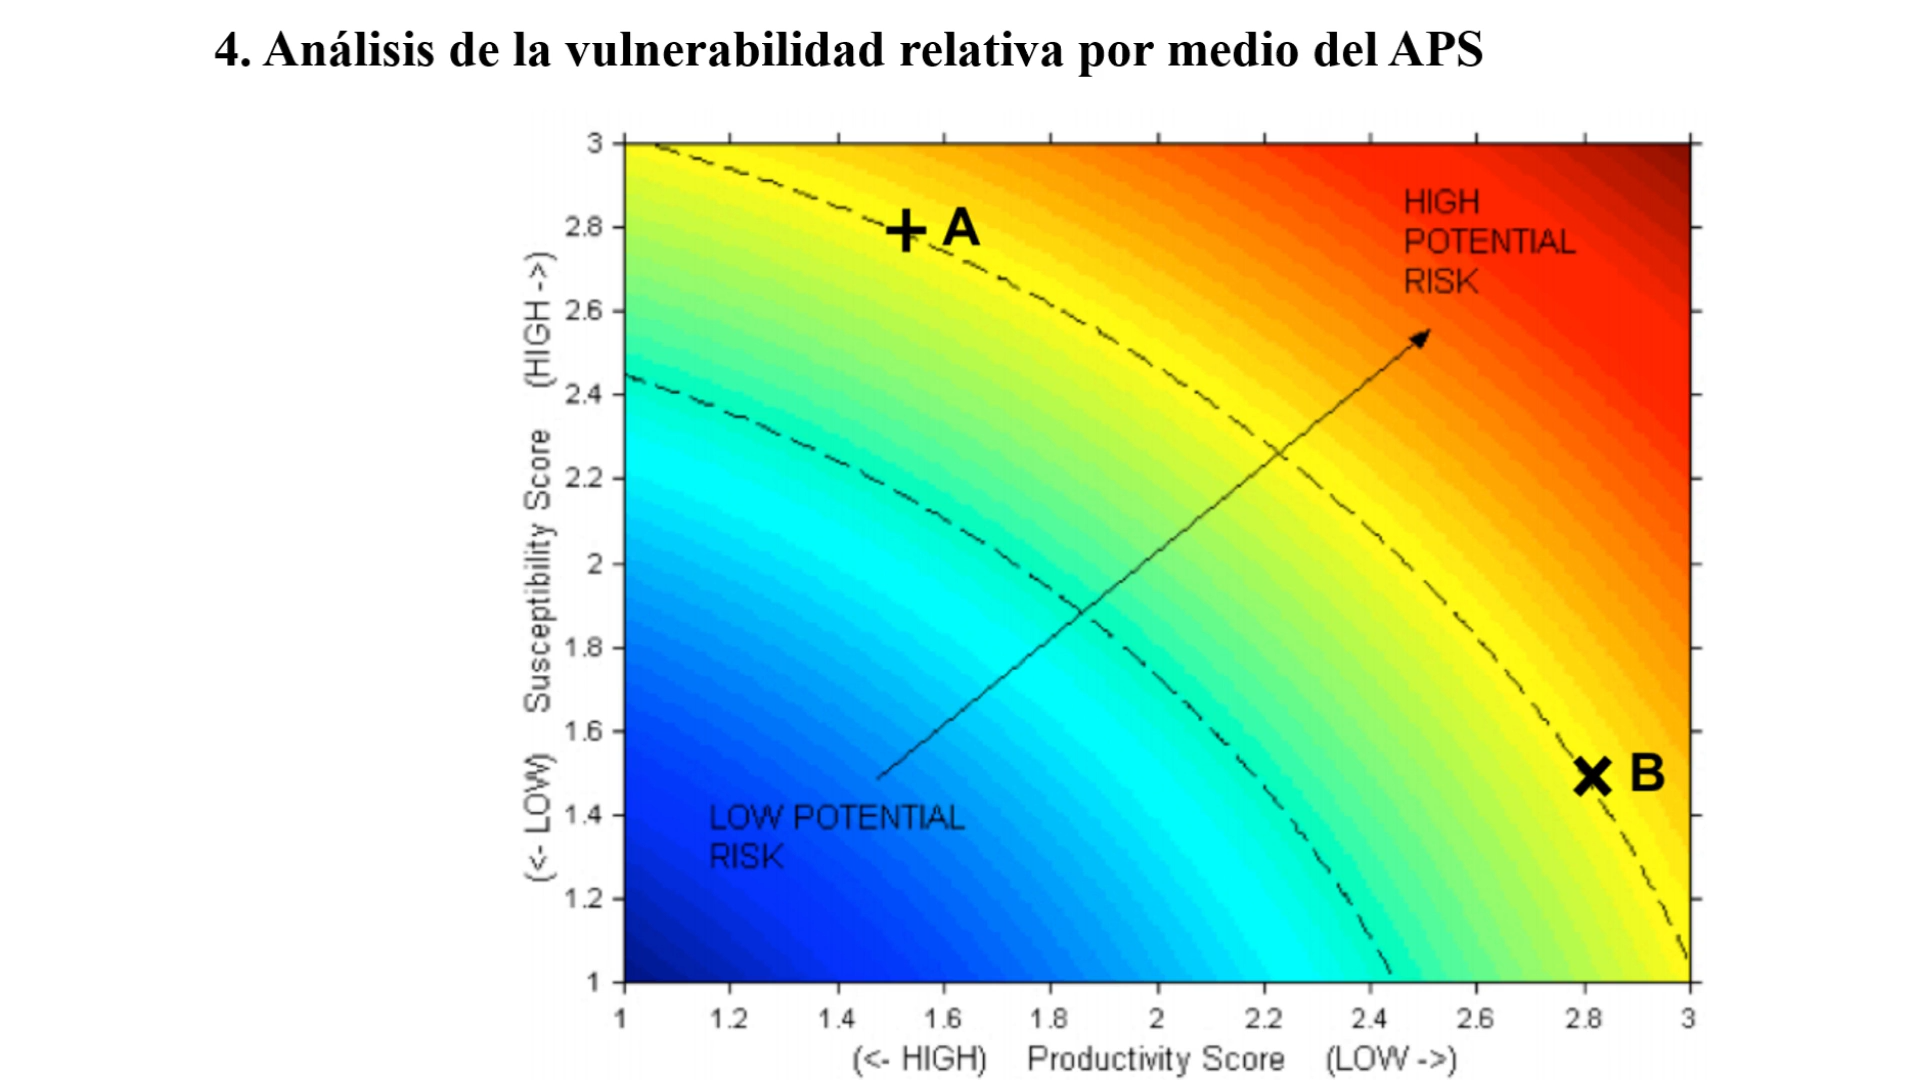 4. Análisis de la vulnerabilidad relativa por medio del APS
3
2.8
2.6
2.4
2.2
2
1.8
1.6
1.4
1.2
1
(<- LOW) Susceptibility Score (HIGH ->)
A
HIGH
POTENTIAL
RISK
B
LOW POTENTIAL
RISK
1 1.2 1.4 1.6 1.8 2 2.2 2.4 2.6 2.8 3
(<- HIGH) Productivity Score (LOW ->)